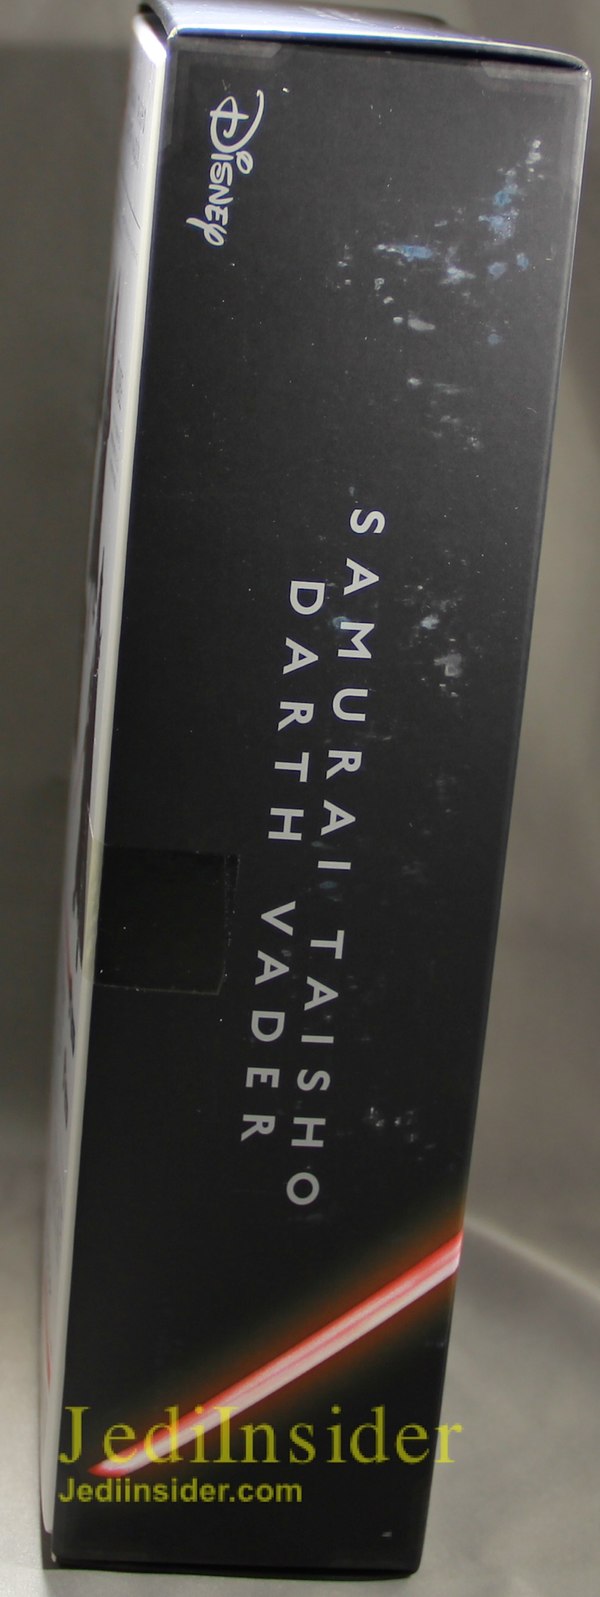 Disney
SAMURAI TAISHO
DARTH VADER
JediInsider
Jediinsider.com